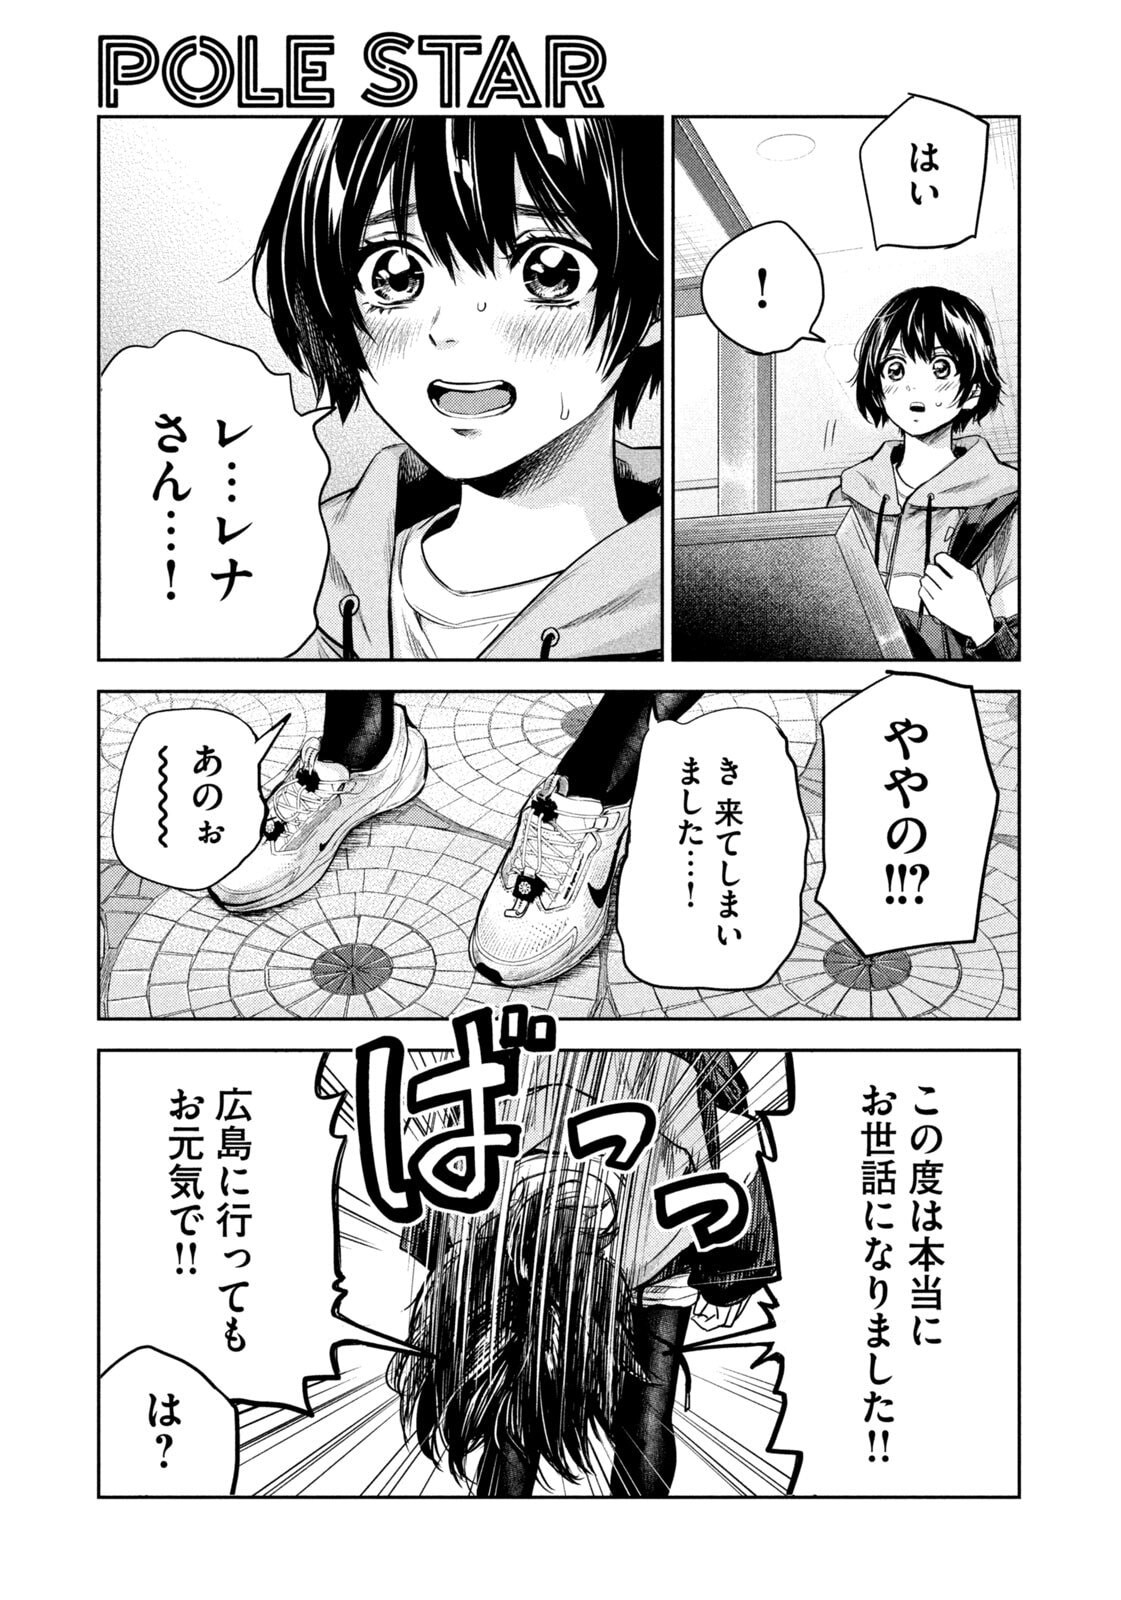 POLE STAR
はい
！
レ…レナ
さん……！
ややの!!?
き 来てしまい
ました……！
あのぉ
〜〜〜〜
ばっっ
この度は本当に
お世話になりました!!
広島に行っても
お元気で!!
は？